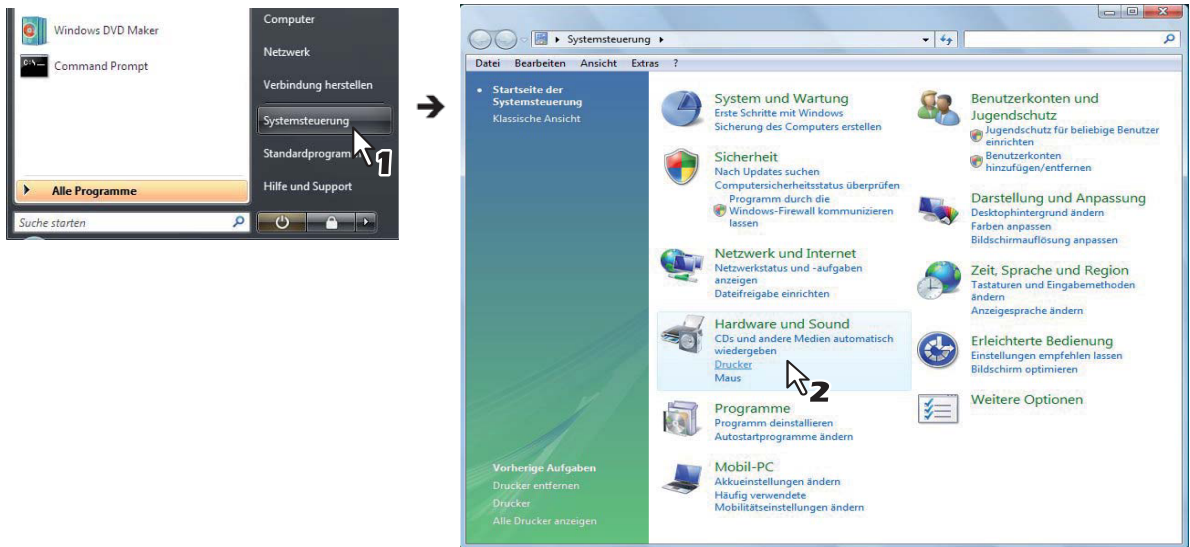 Windows DVD Maker
Command Prompt
Alle Programme
Suche starten
Computer
Netzwerk
Verbindung herstellen
Systemsteuerung
Standardprogram
Hilfe und Support
1
Systemsteuerung
Datei Bearbeiten Ansicht Extras ?
Startseite der
Systemsteuerung
Klassische Ansicht
Vorherige Aufgaben
Drucker entfernen
Drucker
Alle Drucker anzeigen
System und Wartung
Erste Schritte mit Windows
Sicherung des Computers erstellen
Sicherheit
Nach Updates suchen
Computersicherheitsstatus überprüfen
Programm durch die
Windows-Firewall kommunizieren
lassen
Netzwerk und Internet
Netzwerkstatus und -aufgaben
anzeigen
Dateifreigabe einrichten
Hardware und Sound
CDs und andere Medien automatisch
wiedergeben
Drucker
Maus
2
Programme
Programm deinstallieren
Autostartprogramme ändern
Mobil-PC
Akkueinstellungen ändern
Häufig verwendete
Mobilitätseinstellungen ändern
Benutzerkonten und
Jugendschutz
Jugendschutz für beliebige Benutzer
einrichten
Benutzerkonten
hinzufügen/entfernen
Darstellung und Anpassung
Desktophintergrund ändern
Farben anpassen
Bildschirmauflösung anpassen
Zeit, Sprache und Region
Tastaturen und Eingabemethoden
ändern
Anzeigesprache ändern
Erleichterte Bedienung
Einstellungen empfehlen lassen
Bildschirm optimieren
Weitere Optionen